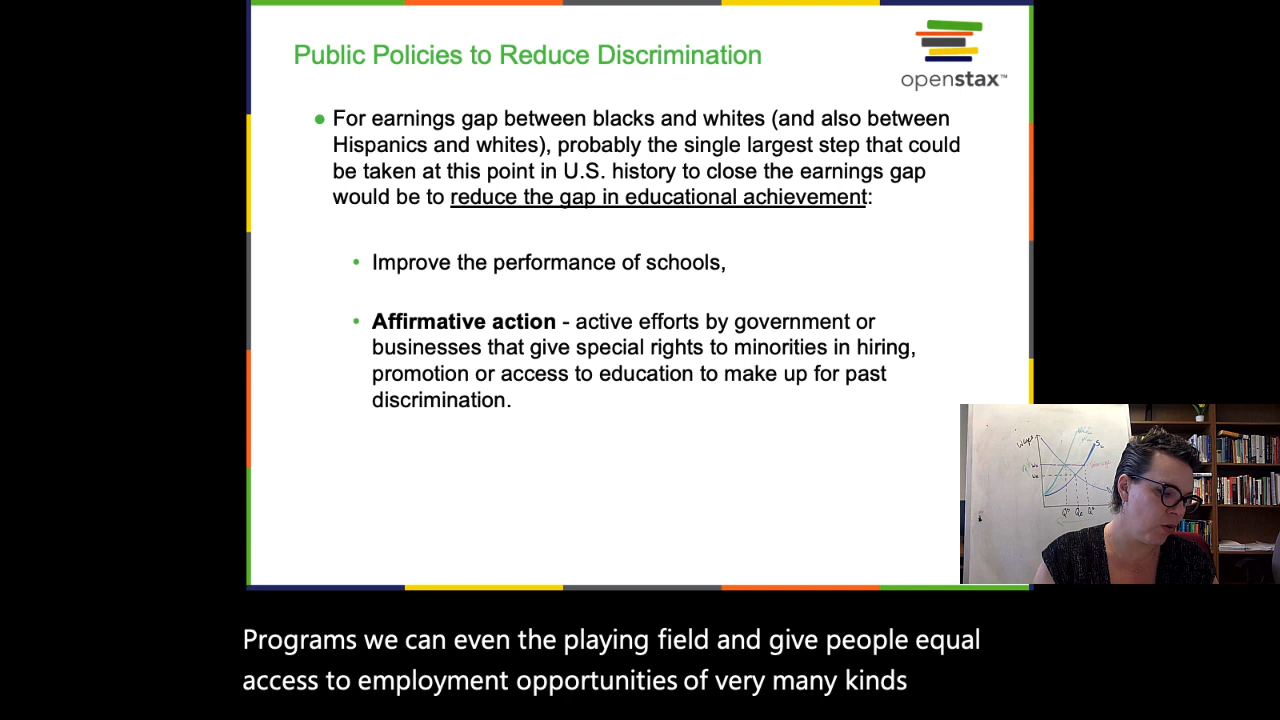 Public Policies to Reduce Discrimination
openstax™
For earnings gap between blacks and whites (and also between
Hispanics and whites), probably the single largest step that could
be taken at this point in U.S. history to close the earnings gap
would be to reduce the gap in educational achievement:
Improve the performance of schools,
Affirmative action - active efforts by government or
businesses that give special rights to minorities in hiring,
promotion or access to education to make up for past
discrimination.
Programs we can even the playing field and give people equal
access to employment opportunities of very many kinds